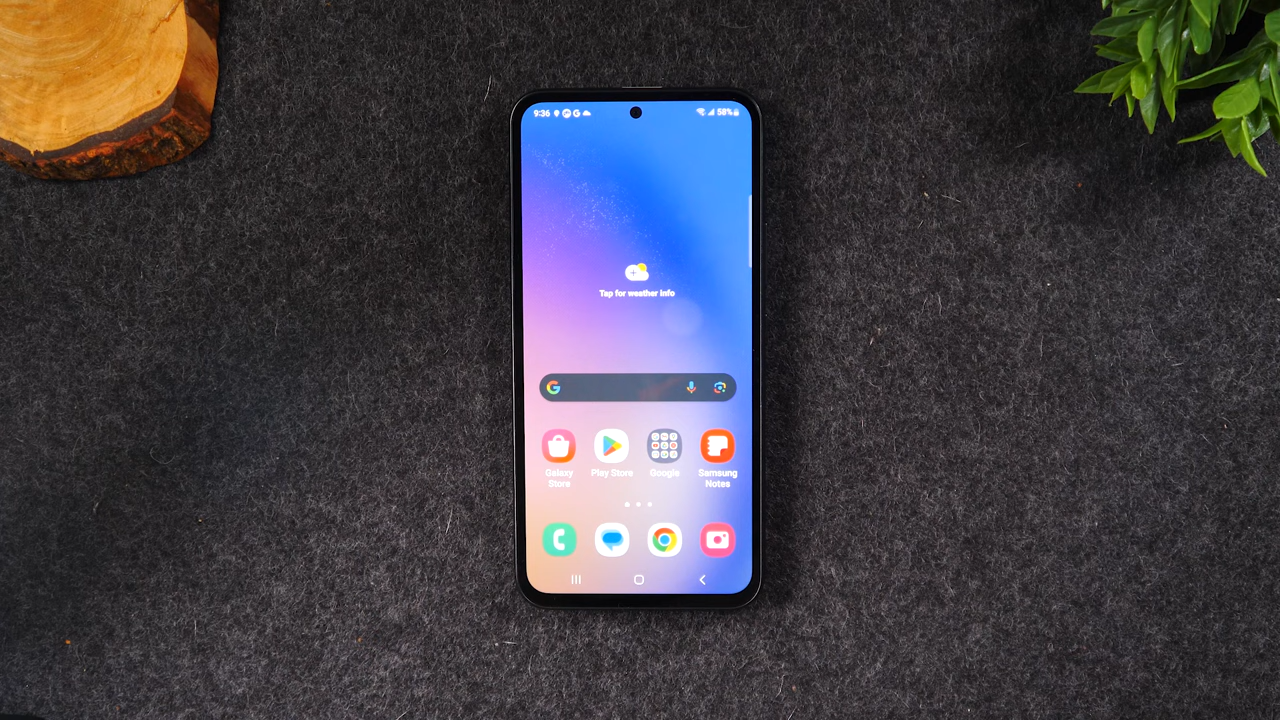 9:36
58%
Tap for weather info
Galaxy Store
Play Store
Google
Samsung Notes